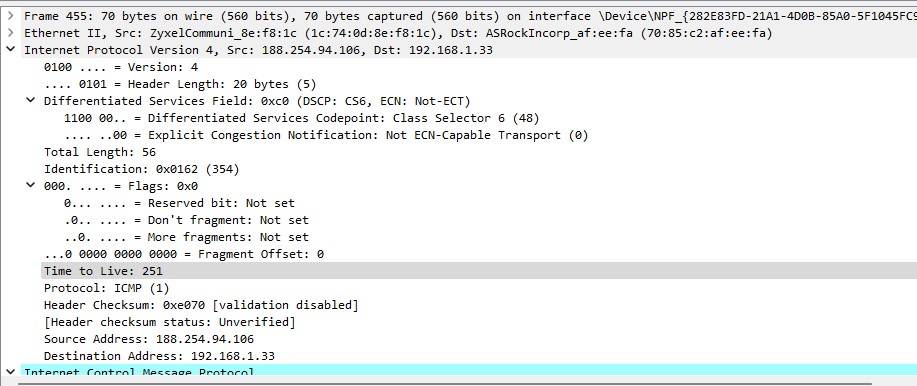 Frame 455: 70 bytes on wire (560 bits), 70 bytes captured (560 bits) on interface \Device\NPF_{282E83FD-21A1-4D0B-85A0-5F1045FC9
Ethernet II, Src: ZyxelCommuni_8e:f8:1c (1c:74:0d:8e:f8:1c), Dst: ASRockIncorp_af:ee:fa (70:85:c2:af:ee:fa)
Internet Protocol Version 4, Src: 188.254.94.106, Dst: 192.168.1.33
0100 .... = Version: 4
.... 0101 = Header Length: 20 bytes (5)
Differentiated Services Field: 0xc0 (DSCP: CS6, ECN: Not-ECT)
1100 00.. = Differentiated Services Codepoint: Class Selector 6 (48)
.... ..00 = Explicit Congestion Notification: Not ECN-Capable Transport (0)
Total Length: 56
Identification: 0x0162 (354)
000. .... = Flags: 0x0
0... .... = Reserved bit: Not set
.0.. .... = Don't fragment: Not set
..0. .... = More fragments: Not set
...0 0000 0000 0000 = Fragment Offset: 0
Time to Live: 251
Protocol: ICMP (1)
Header Checksum: 0xe070 [validation disabled]
[Header checksum status: Unverified]
Source Address: 188.254.94.106
Destination Address: 192.168.1.33
Internet Control Message Protocol